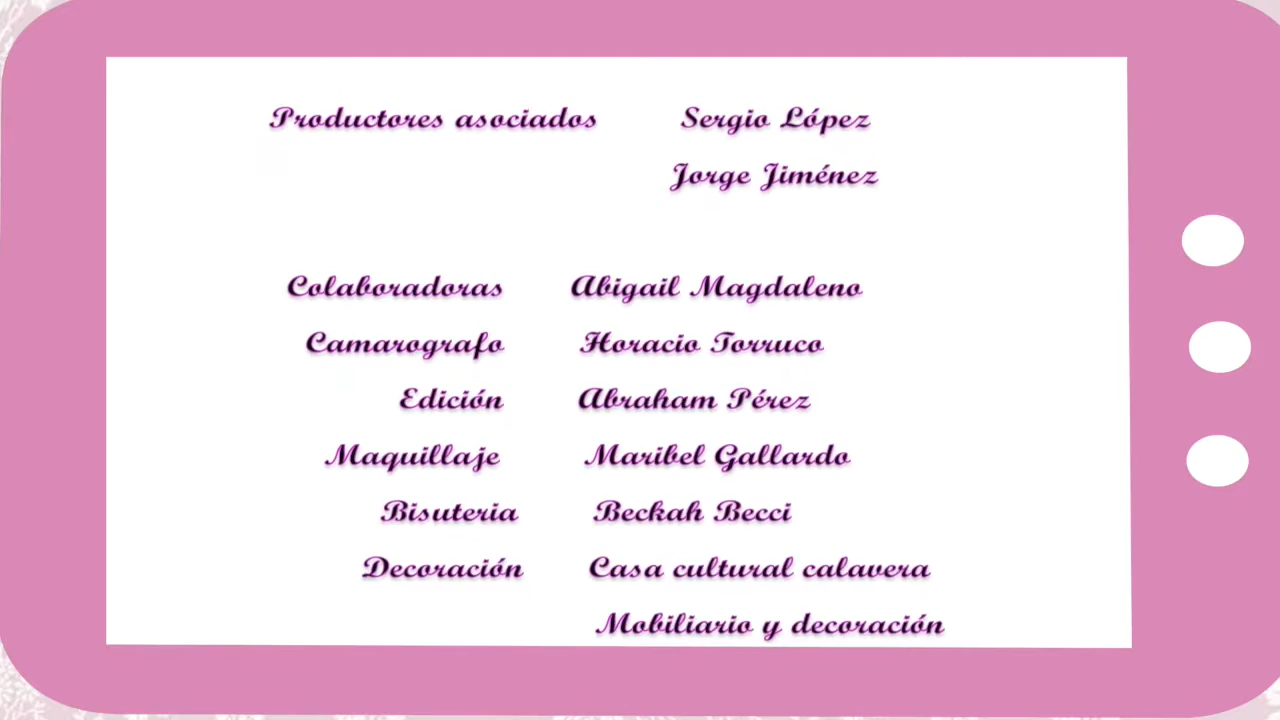 Productores asociados Sergio López
Jorge Jiménez
Colaboradoras Abigail Magdaleno
Camarografo Horacio Torruco
Edición Abraham Pérez
Maquillaje Maribel Gallardo
Bisuteria Beckah Becci
Decoración Casa cultural calavera
Mobiliario y decoración